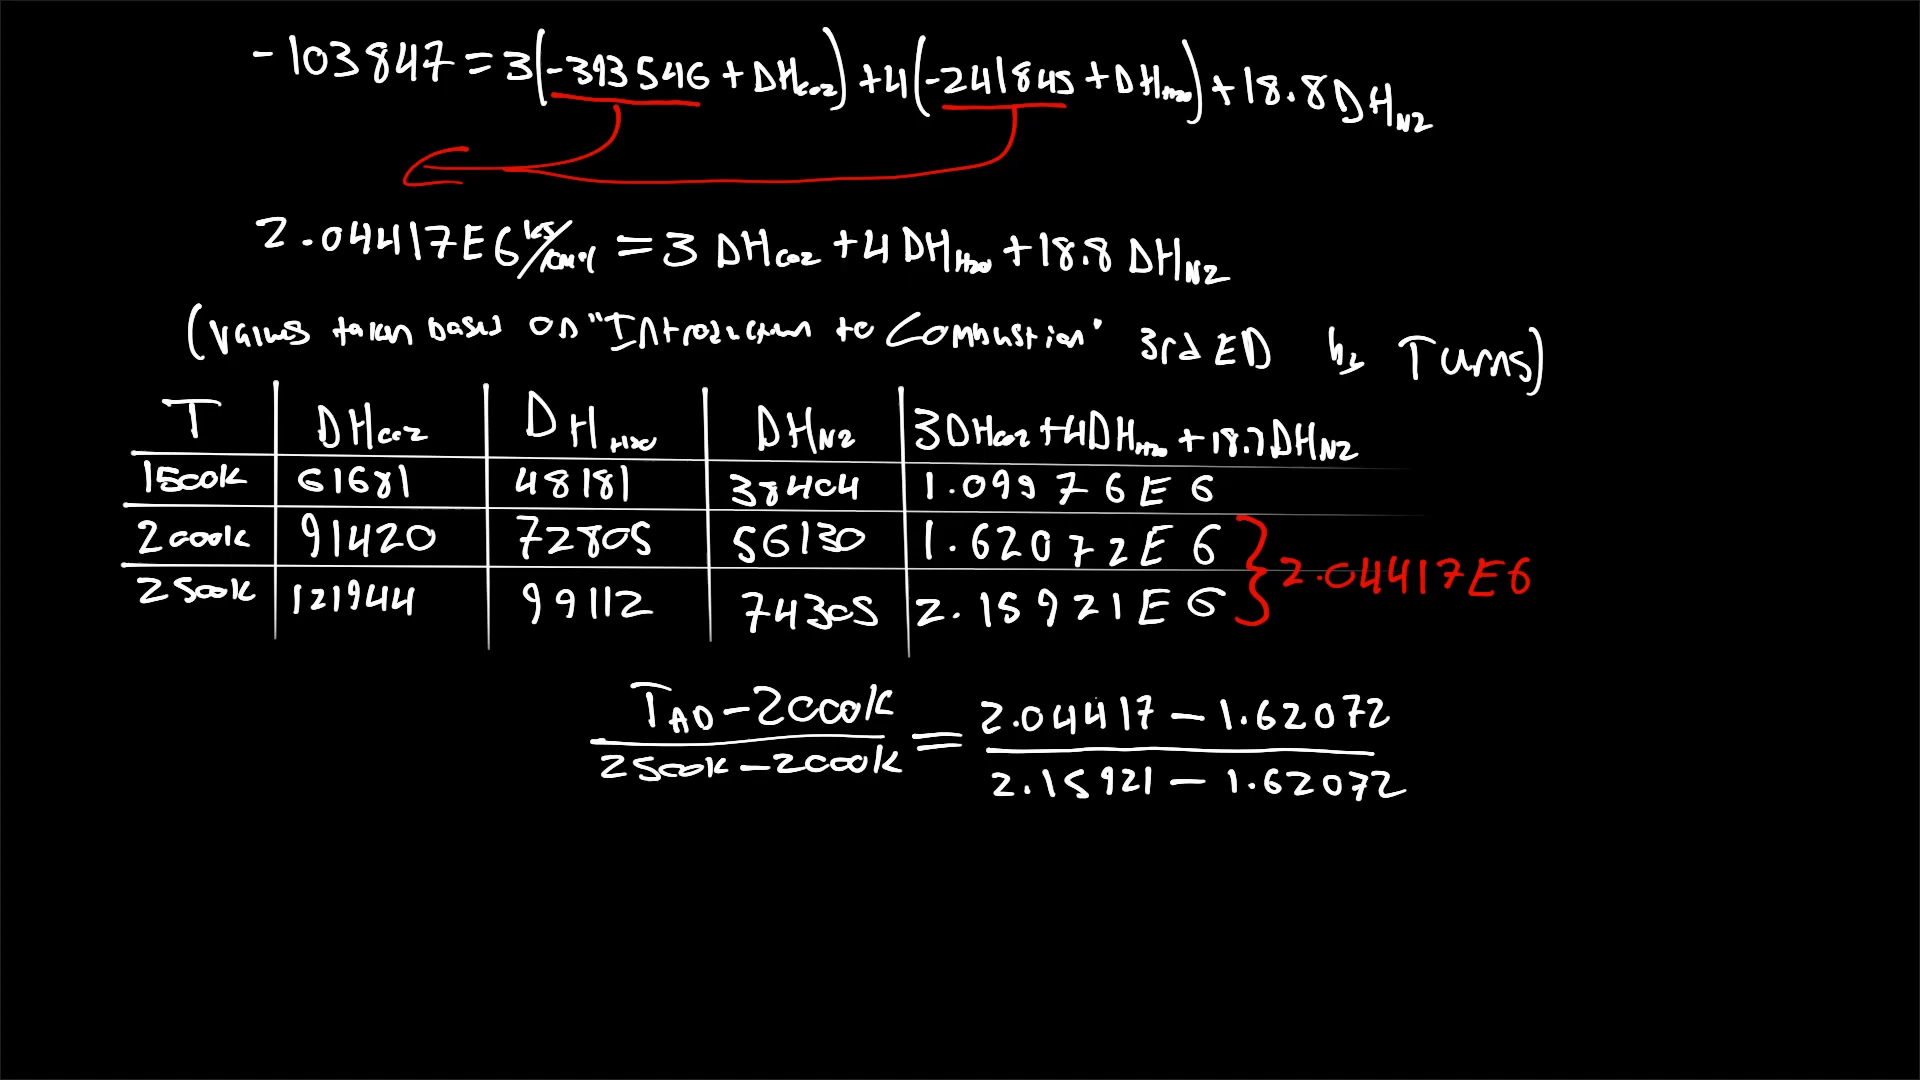 -103847 = 3(-393546 + DH_CO2) + 4(-241845 + DH_H2O) + 18.8 DH_N2
2.04417E6 kJ/kmol = 3 DH_CO2 + 4 DH_H2O + 18.8 DH_N2
(values taken based on "Introduction to Combustion" 3rd ED by Turns)
T DH_CO2 DH_H2O DH_N2 3DH_CO2 + 4DH_H2O + 18.7DH_N2
1500K 61681 48181 38404 1.09976E6
2000K 91420 72805 56130 1.62072E6
2500K 121944 99112 74305 2.15921E6
} 2.04417E6
T_AD - 2000K / 2500K - 2000K = 2.04417 - 1.62072 / 2.15921 - 1.62072